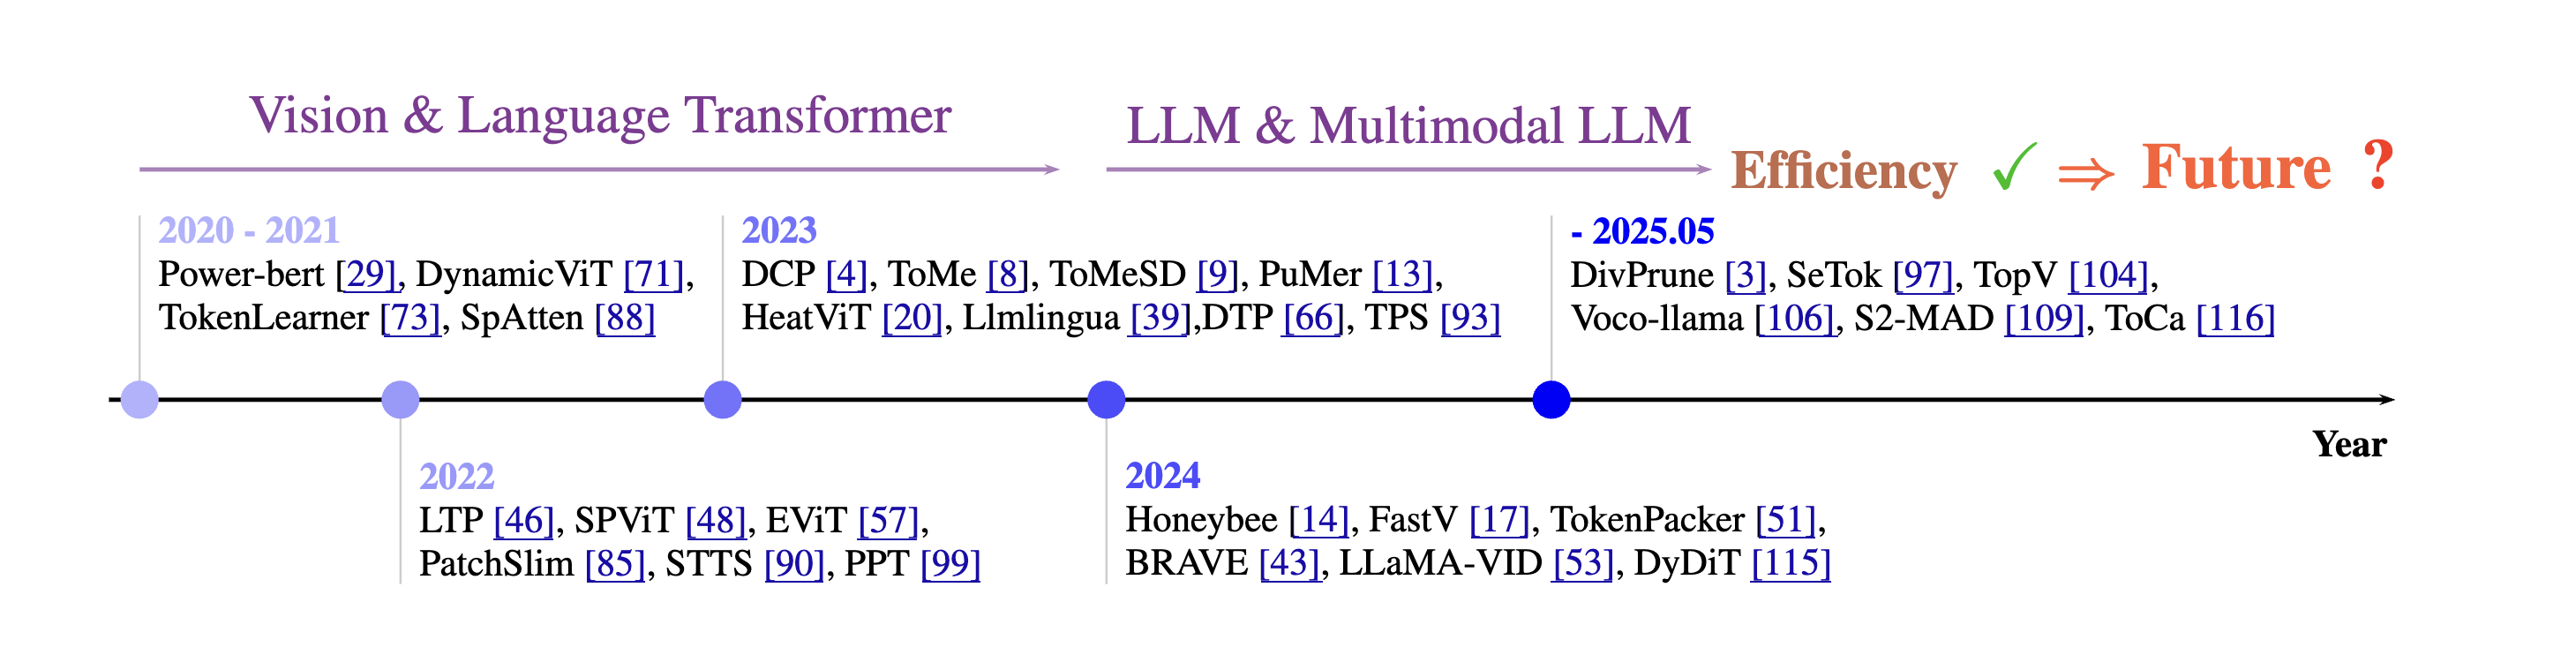 Vision & Language Transformer
LLM & Multimodal LLM
Efficiency ✓ ⇒ Future ?
2020 - 2021
Power-bert [29], DynamicViT [71],
TokenLearner [73], SpAtten [88]
2023
DCP [4], ToMe [8], ToMeSD [9], PuMer [13],
HeatViT [20], Llmlingua [39],DTP [66], TPS [93]
- 2025.05
DivPrune [3], SeTok [97], TopV [104],
Voco-llama [106], S2-MAD [109], ToCa [116]
Year
2022
LTP [46], SPViT [48], EViT [57],
PatchSlim [85], STTS [90], PPT [99]
2024
Honeybee [14], FastV [17], TokenPacker [51],
BRAVE [43], LLaMA-VID [53], DyDiT [115]